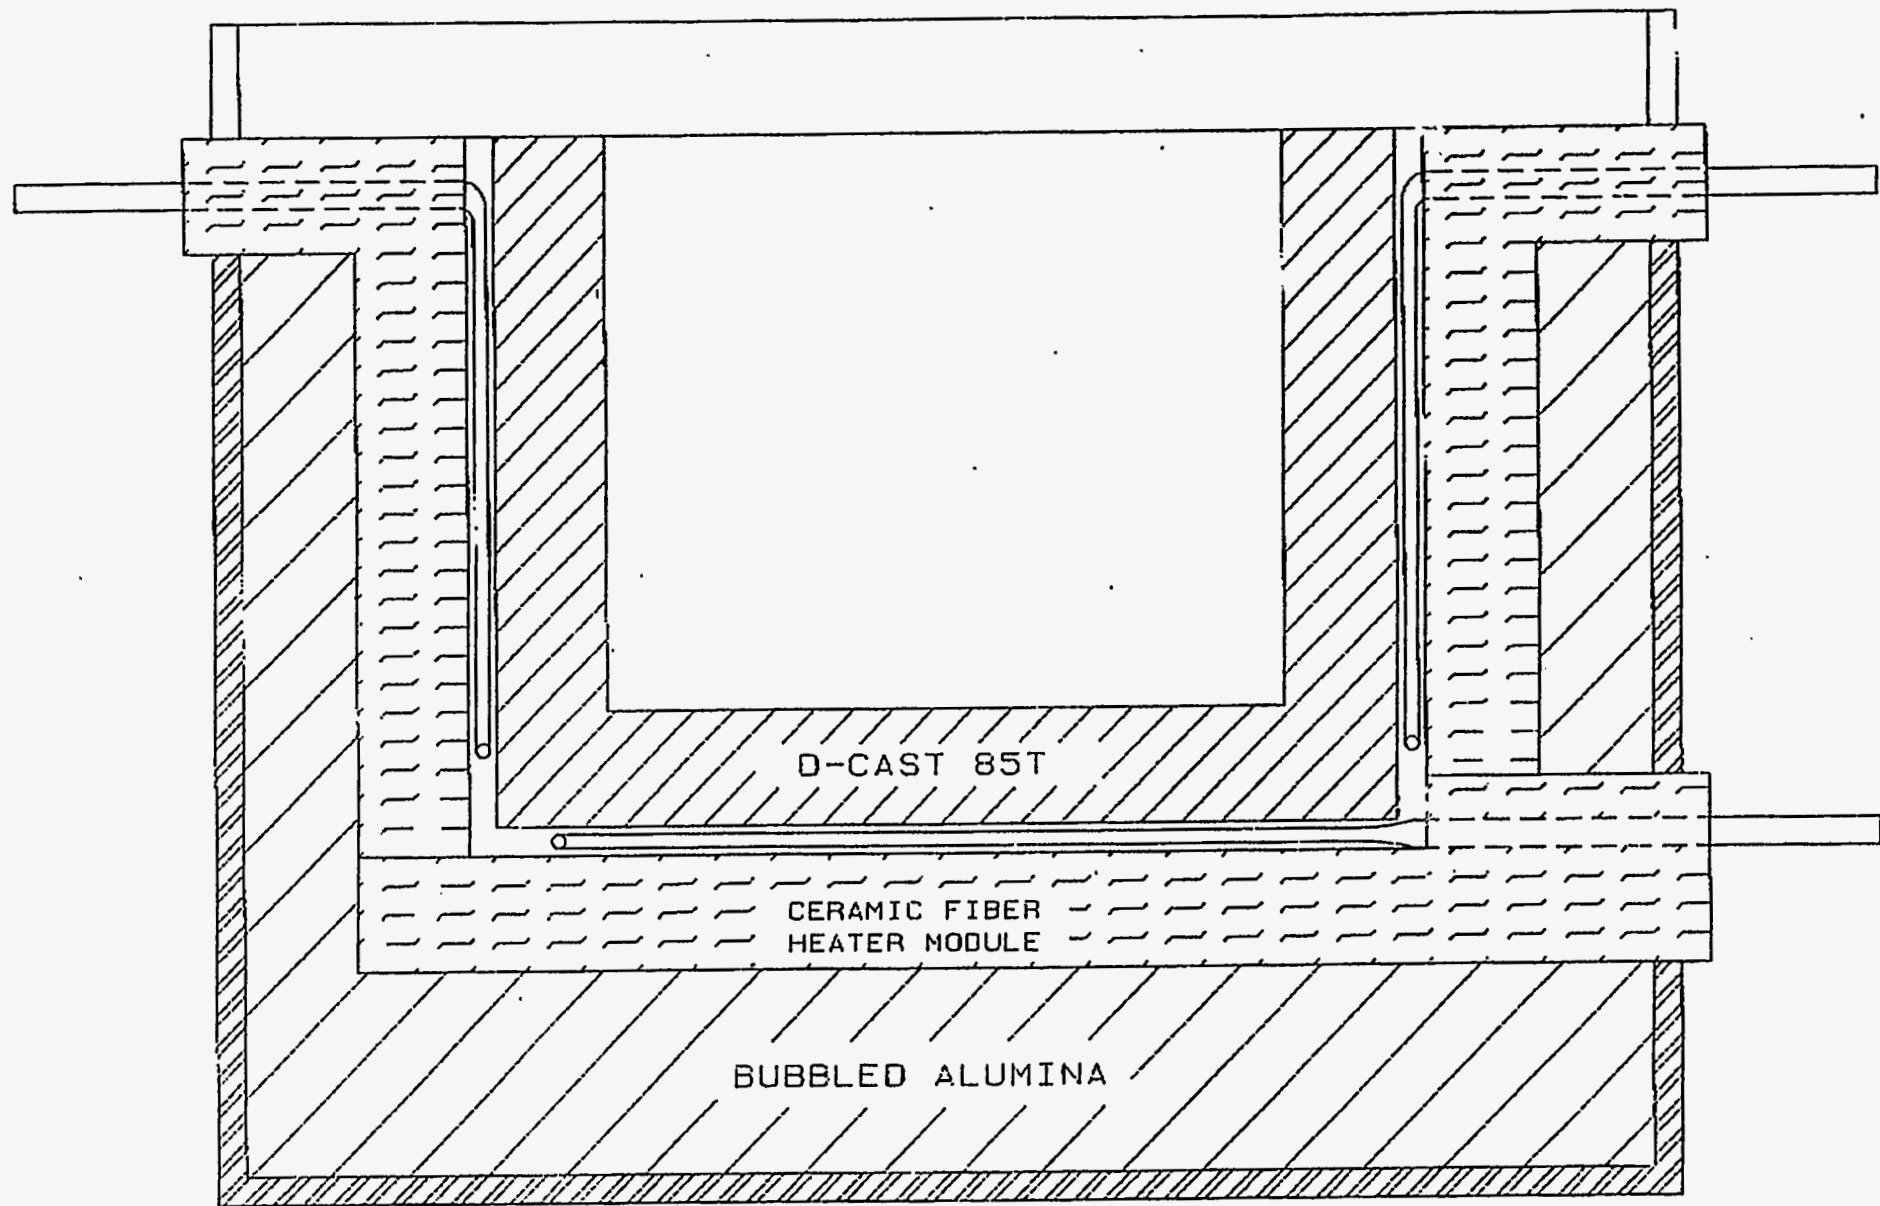 D-CAST 85T
CERAMIC FIBER
HEATER MODULE
BUBBLED ALUMINA